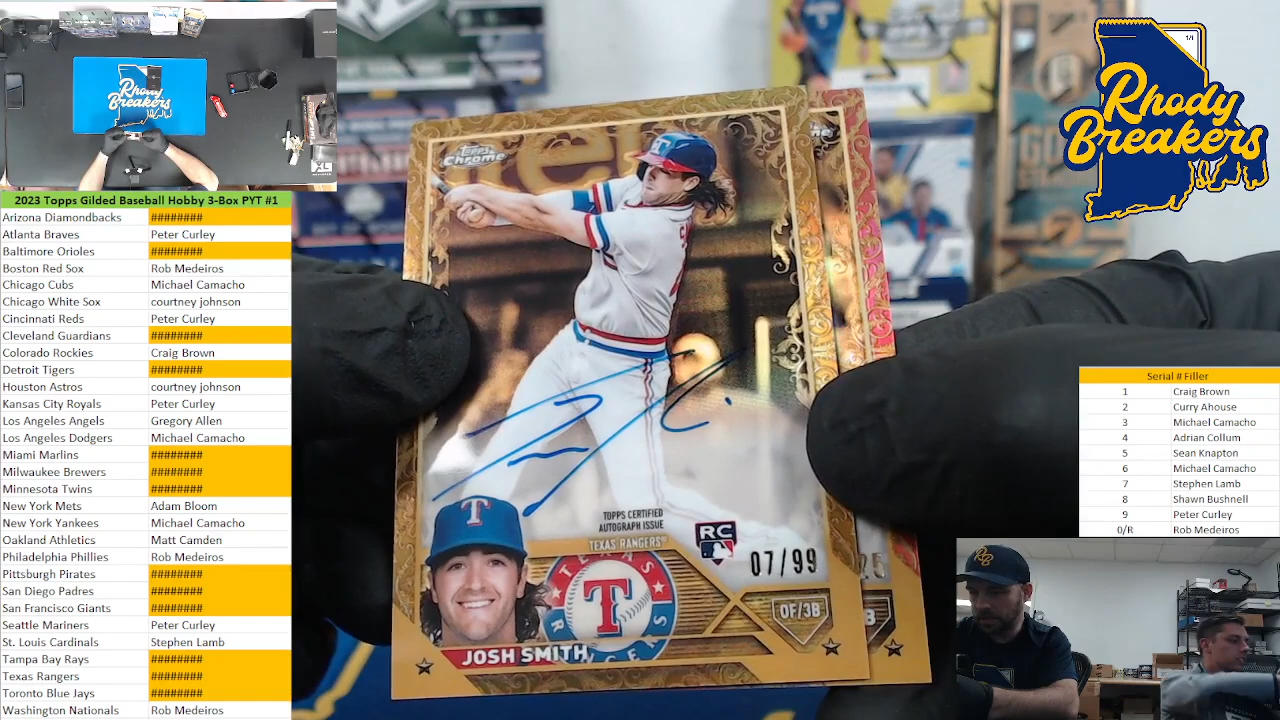 Rhody
Breakers
2023 Topps Gilded Baseball Hobby 3-Box PYT #1
Arizona Diamondbacks ########
Atlanta Braves Peter Curley
Baltimore Orioles ########
Boston Red Sox Rob Medeiros
Chicago Cubs Michael Camacho
Chicago White Sox courtney johnson
Cincinnati Reds Peter Curley
Cleveland Guardians ########
Colorado Rockies Craig Brown
Detroit Tigers ########
Houston Astros courtney johnson
Kansas City Royals Peter Curley
Los Angeles Angels Gregory Allen
Los Angeles Dodgers Michael Camacho
Miami Marlins ########
Milwaukee Brewers ########
Minnesota Twins ########
New York Mets Adam Bloom
New York Yankees Michael Camacho
Oakland Athletics Matt Camden
Philadelphia Phillies Rob Medeiros
Pittsburgh Pirates ########
San Diego Padres ########
San Francisco Giants ########
Seattle Mariners Peter Curley
St. Louis Cardinals Stephen Lamb
Tampa Bay Rays ########
Texas Rangers ########
Toronto Blue Jays ########
Washington Nationals Rob Medeiros
Topps
Chrome
T
TOPPS CERTIFIED
AUTOGRAPH ISSUE
TEXAS RANGERS
RC
07/99
OF/3B
TEXAS
T
JOSH SMITH
25
1/1
Rhody
Breakers
Serial # Filler
1 Craig Brown
2 Curry Ahouse
3 Michael Camacho
4 Adrian Collum
5 Sean Knapton
6 Michael Camacho
7 Stephen Lamb
8 Shawn Bushnell
9 Peter Curley
0/R Rob Medeiros
RB